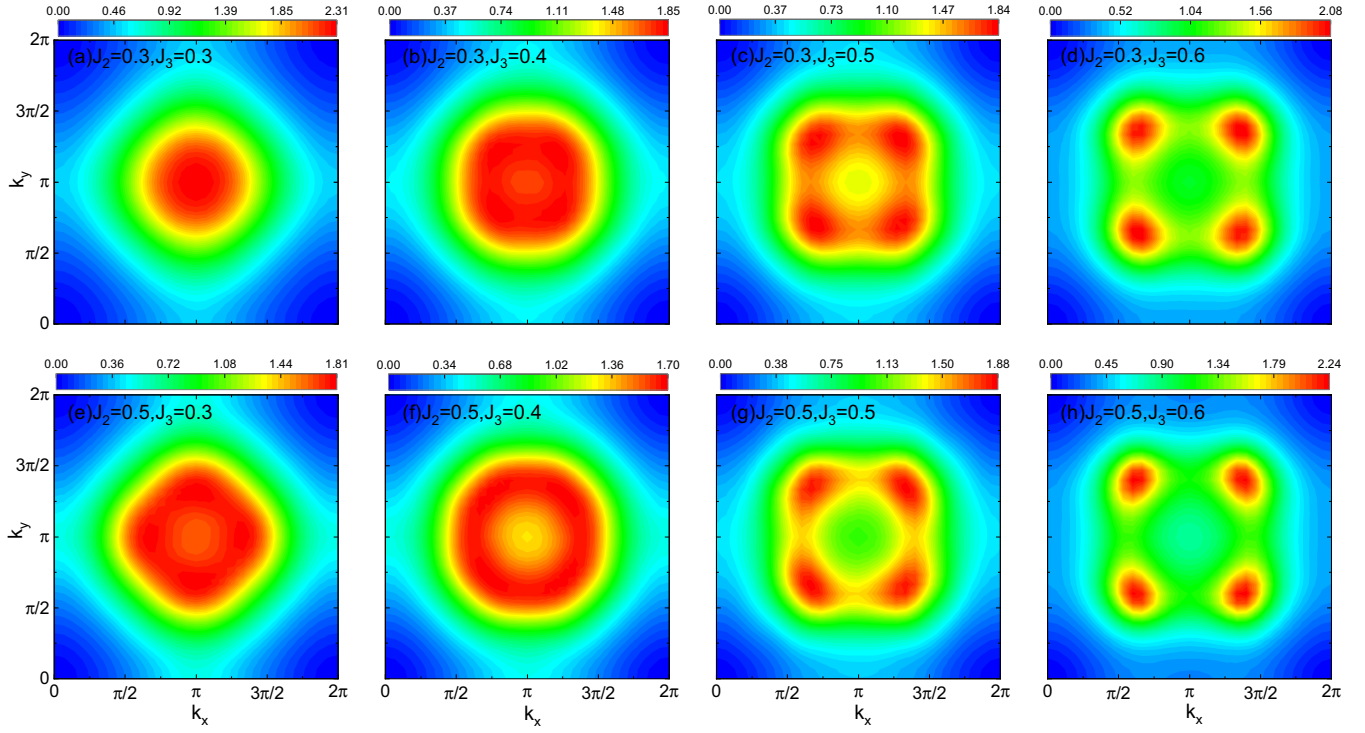 0.00 0.46 0.92 1.39 1.85 2.31
0.00 0.37 0.74 1.11 1.48 1.85
0.00 0.37 0.73 1.10 1.47 1.84
0.00 0.52 1.04 1.56 2.08
2π
(a)J₂=0.3,J₃=0.3
(b)J₂=0.3,J₃=0.4
(c)J₂=0.3,J₃=0.5
(d)J₂=0.3,J₃=0.6
3π/2
k_y
π
π/2
0
0.00 0.36 0.72 1.08 1.44 1.81
0.00 0.34 0.68 1.02 1.36 1.70
0.00 0.38 0.75 1.13 1.50 1.88
0.00 0.45 0.90 1.34 1.79 2.24
2π
(e)J₂=0.5,J₃=0.3
(f)J₂=0.5,J₃=0.4
(g)J₂=0.5,J₃=0.5
(h)J₂=0.5,J₃=0.6
3π/2
k_y
π
π/2
0
0 π/2 π 3π/2 2π
0 π/2 π 3π/2 2π
0 π/2 π 3π/2 2π
0 π/2 π 3π/2 2π
k_x
k_x
k_x
k_x